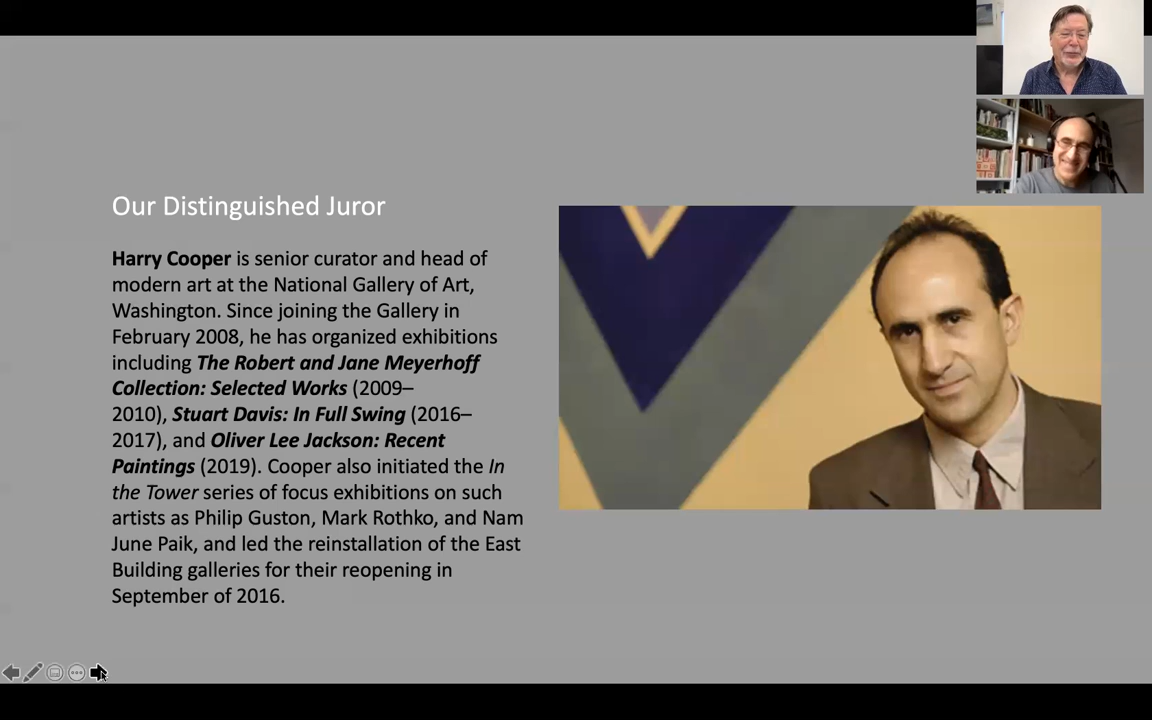 Our Distinguished Juror
Harry Cooper is senior curator and head of
modern art at the National Gallery of Art,
Washington. Since joining the Gallery in
February 2008, he has organized exhibitions
including The Robert and Jane Meyerhoff
Collection: Selected Works (2009–
2010), Stuart Davis: In Full Swing (2016–
2017), and Oliver Lee Jackson: Recent
Paintings (2019). Cooper also initiated the In
the Tower series of focus exhibitions on such
artists as Philip Guston, Mark Rothko, and Nam
June Paik, and led the reinstallation of the East
Building galleries for their reopening in
September of 2016.